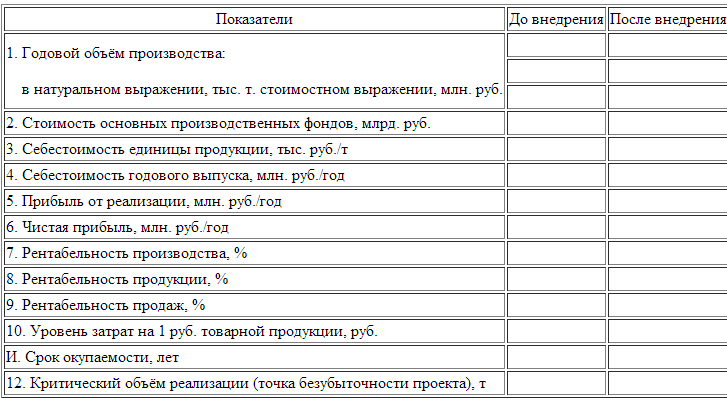 Показатели До внедрения После внедрения
1. Годовой объём производства:
в натуральном выражении, тыс. т. стоимостном выражении, млн. руб.
2. Стоимость основных производственных фондов, млрд. руб.
3. Себестоимость единицы продукции, тыс. руб./т
4. Себестоимость годового выпуска, млн. руб./год
5. Прибыль от реализации, млн. руб./год
6. Чистая прибыль, млн. руб./год
7. Рентабельность производства, %
8. Рентабельность продукции, %
9. Рентабельность продаж, %
10. Уровень затрат на 1 руб. товарной продукции, руб.
И. Срок окупаемости, лет
12. Критический объём реализации (точка безубыточности проекта), т